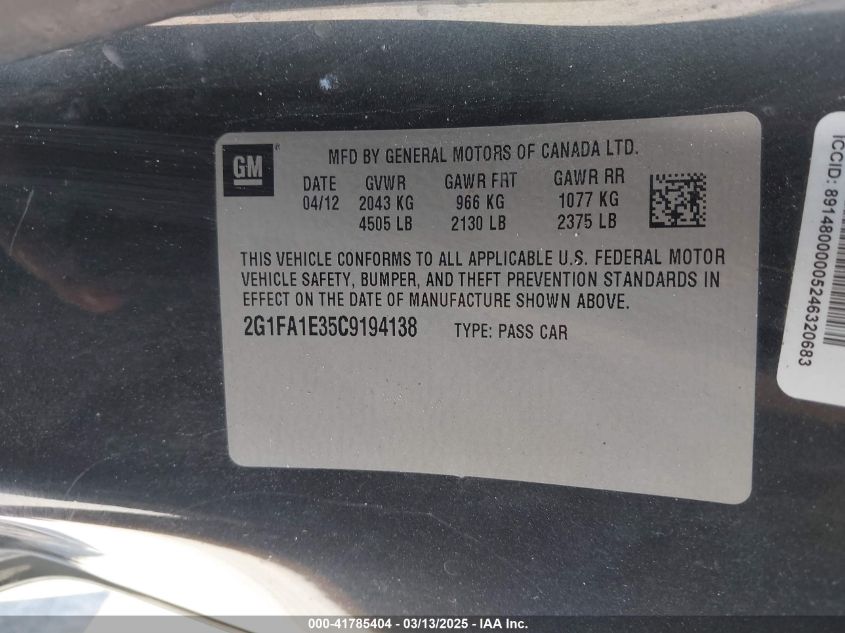 GM
MFD BY GENERAL MOTORS OF CANADA LTD.
DATE GVWR GAWR FRT GAWR RR
04/12 2043 KG 966 KG 1077 KG
4505 LB 2130 LB 2375 LB
THIS VEHICLE CONFORMS TO ALL APPLICABLE U.S. FEDERAL MOTOR
VEHICLE SAFETY, BUMPER, AND THEFT PREVENTION STANDARDS IN
EFFECT ON THE DATE OF MANUFACTURE SHOWN ABOVE.
2G1FA1E35C9194138 TYPE: PASS CAR
ICCID: 89148000005246320683
000-41785404 - 03/13/2025 - IAA Inc.